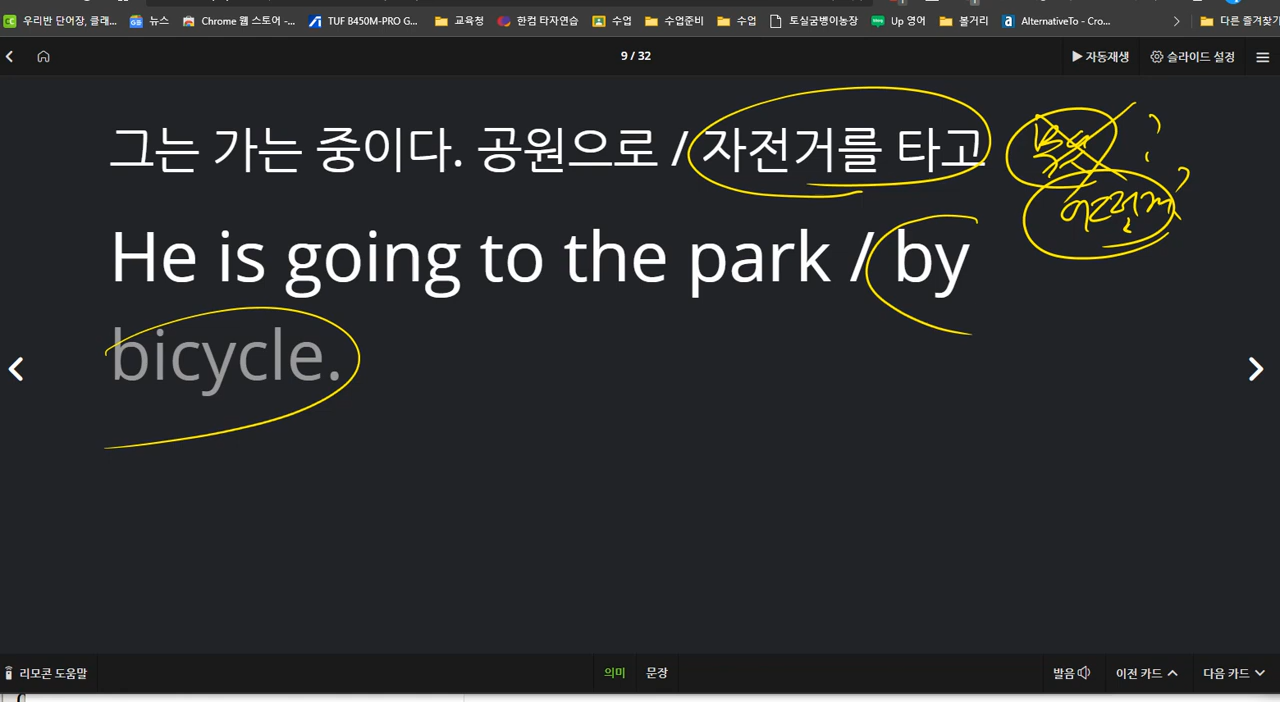 우리반 단어장, 클래... 뉴스 Chrome 웹 스토어 -... TUF B450M-PRO G... 교육청 한컴 타자연습 수업 수업준비 수업 토실굼벵이농장 Up 영어 볼거리 AlternativeTo - Cro... 다른 즐겨찾기
9 / 32 자동재생 슬라이드 설정
그는 가는 중이다. 공원으로 / 자전거를 타고
He is going to the park / by
bicycle.
리모콘 도움말 의미 문장 발음 이전 카드 다음 카드